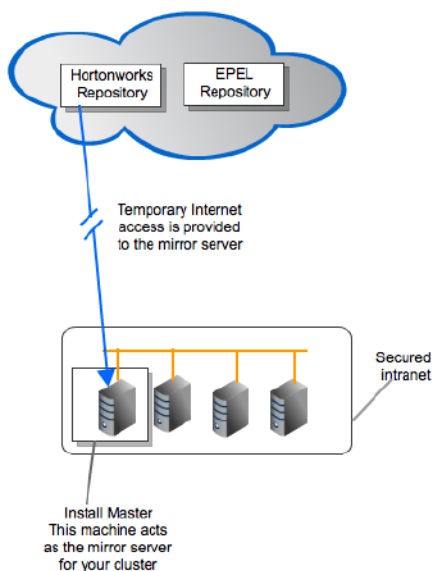 Hortonworks
Repository
EPEL
Repository
Temporary Internet
access is provided
to the mirror server
Secured
intranet
Install Master
This machine acts
as the mirror server
for your cluster